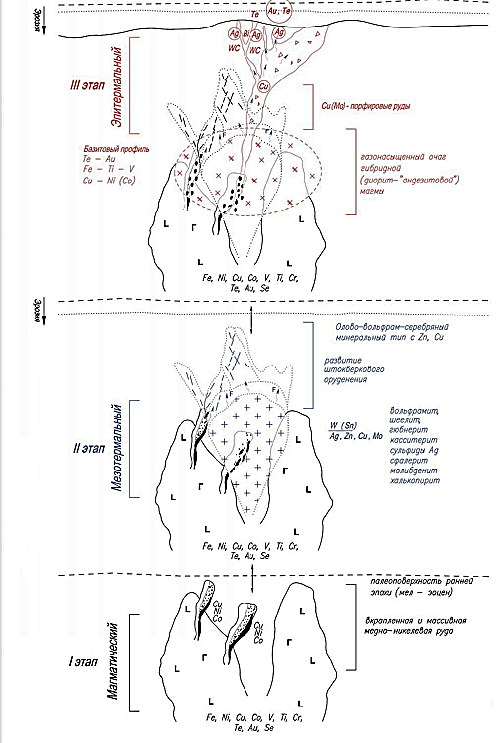 Эрозия
Te
Au, Te
Ag
Bi
Ag
Ag
WC
WC
Cu
III этап
Эпитермальный
Cu(Mo) - порфировые руды
Базитовый профиль
Te – Au
Fe – Ti – V
Cu – Ni (Co)
газонасыщенный очаг
гибридной
(диорит-"андезитовой")
магмы
L
Г
L
L
L
Fe, Ni, Cu, Co, V, Ti, Cr,
Te, Au, Se
Эрозия
Олово-вольфрам-серебряный
минеральный тип с Zn, Cu
развитие
штокверкового
оруденения
F
F
II этап
Мезотермальный
W (Sn)
Ag, Zn, Cu, Mo
вольфрамит,
шеелит,
гюбнерит
касситерит
сульфиды Ag
сфалерит
молибденит
халькопирит
L
L
L
Г
L
L
Fe, Ni, Cu, Co, V, Ti, Cr,
Te, Au, Se
палеоповерхность ранней
эпохи (мел – эоцен)
I этап
Магматический
вкрапленная и массивная
медно-никелевая руда
Cu
Ni
Co
Cu
Ni
Co
L
L
Г
L
L
L
Fe, Ni, Cu, Co, V, Ti, Cr,
Te, Au, Se